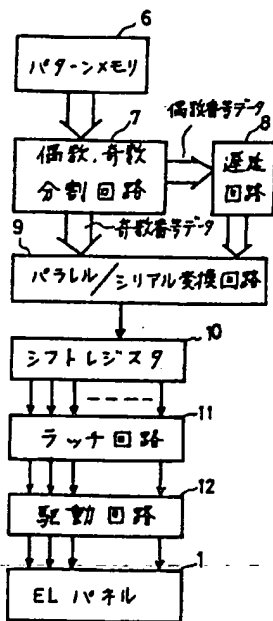 6
パターンメモリ
7
偶数番号データ
8
偶数、奇数
分割回路
遅延
回路
奇数番号データ
9
パラレル/シリアル変換回路
10
シフトレジスタ
11
ラッチ回路
12
駆動回路
1
ELパネル